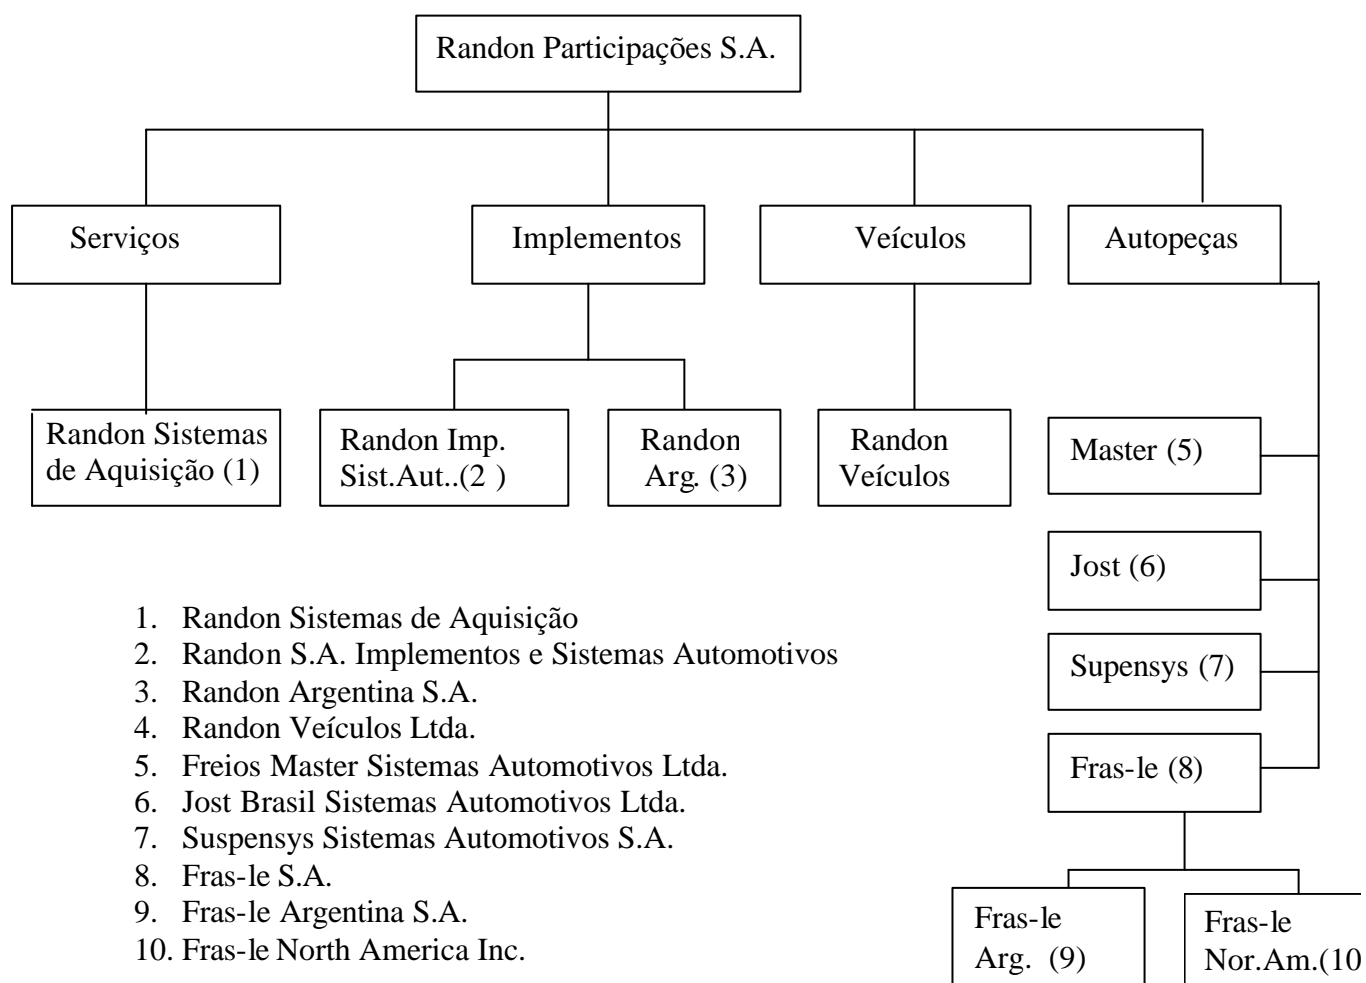 Randon Participações S.A.
Serviços
Implementos
Veículos
Autopeças
Randon Sistemas
de Aquisição (1)
Randon Imp.
Sist.Aut..(2 )
Randon
Arg. (3)
Randon
Veículos
Master (5)
Jost (6)
Supensys (7)
Fras-le (8)
Fras-le
Arg. (9)
Fras-le
Nor.Am.(10
1. Randon Sistemas de Aquisição
2. Randon S.A. Implementos e Sistemas Automotivos
3. Randon Argentina S.A.
4. Randon Veículos Ltda.
5. Freios Master Sistemas Automotivos Ltda.
6. Jost Brasil Sistemas Automotivos Ltda.
7. Suspensys Sistemas Automotivos S.A.
8. Fras-le S.A.
9. Fras-le Argentina S.A.
10. Fras-le North America Inc.